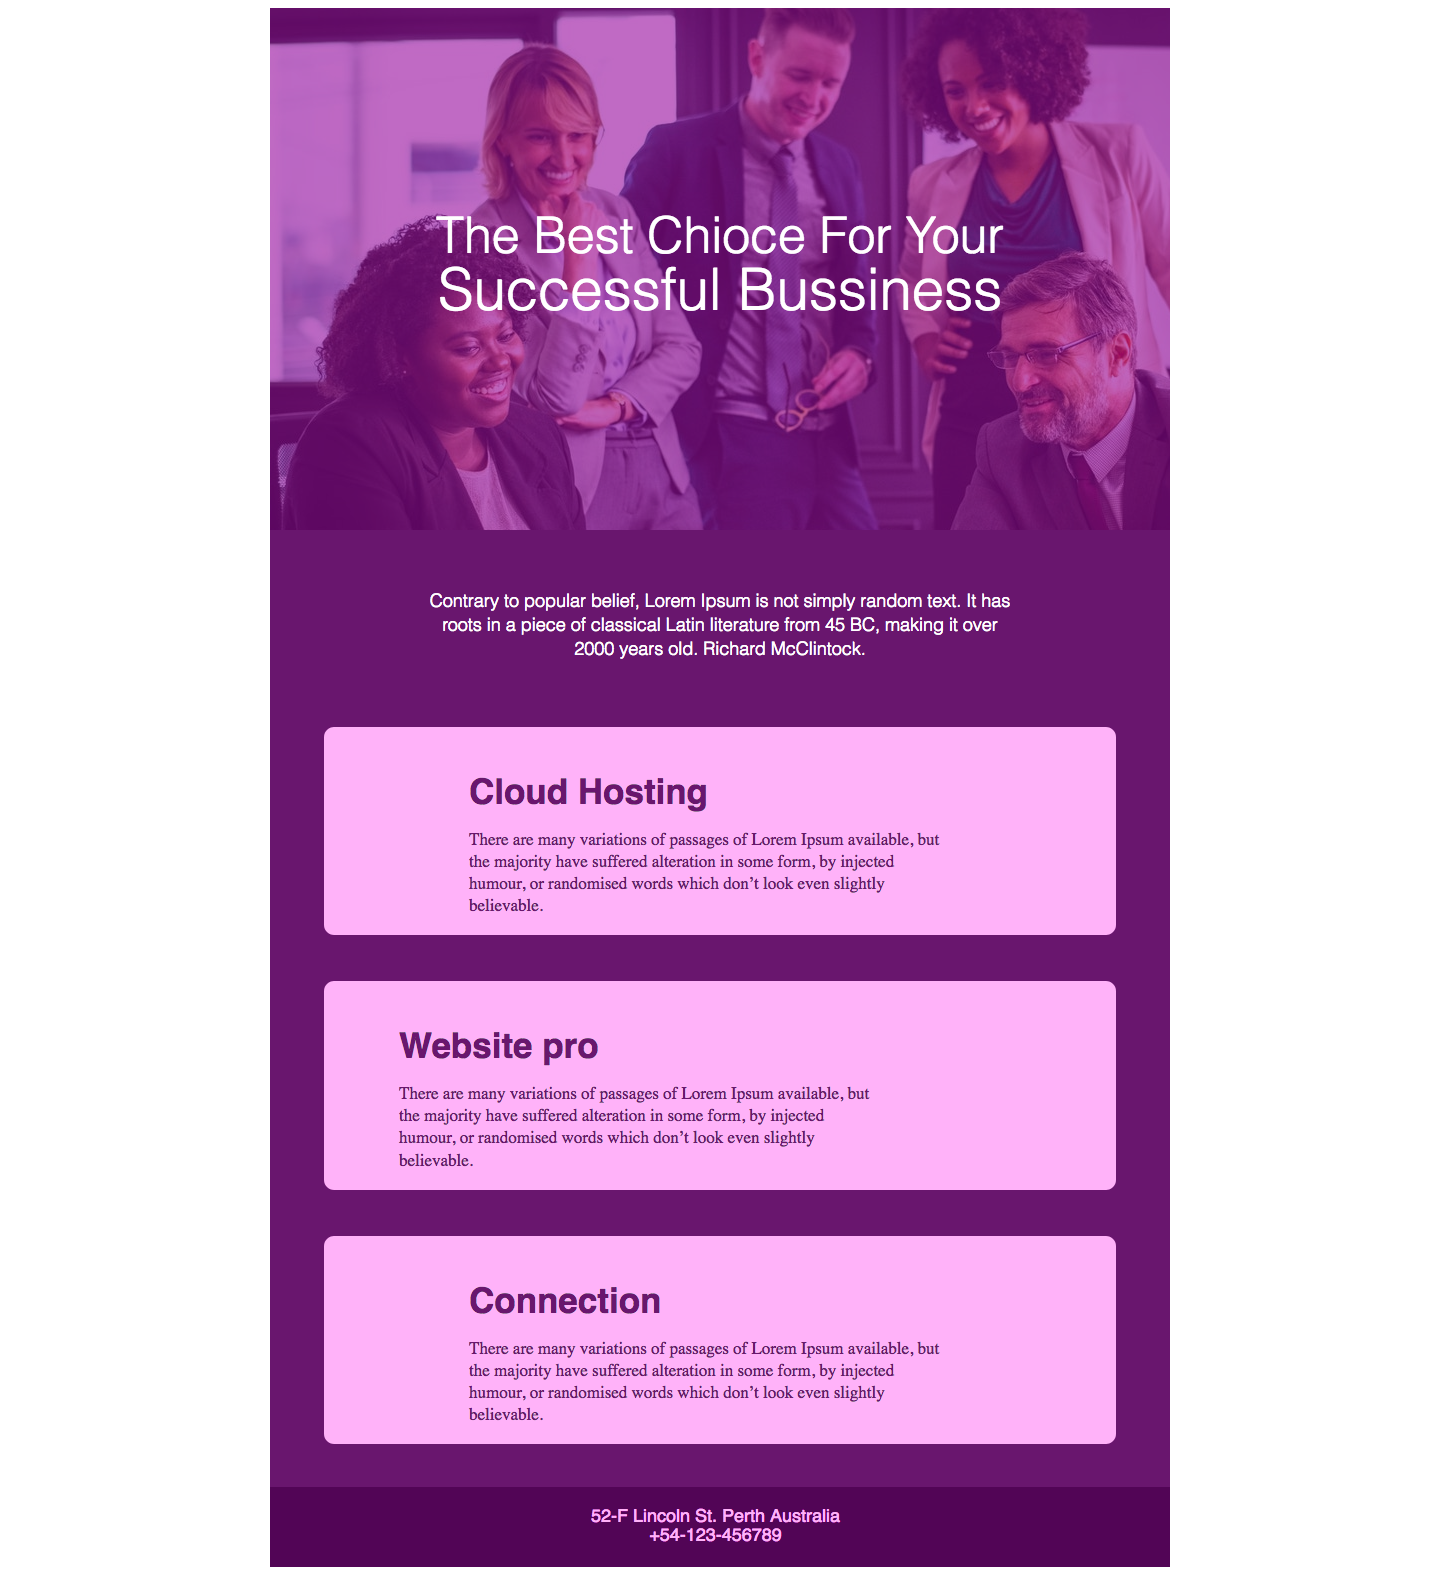 The Best Chioce For Your
Successful Bussiness
Contrary to popular belief, Lorem Ipsum is not simply random text. It has
roots in a piece of classical Latin literature from 45 BC, making it over
2000 years old. Richard McClintock.
Cloud Hosting
There are many variations of passages of Lorem Ipsum available, but
the majority have suffered alteration in some form, by injected
humour, or randomised words which don’t look even slightly
believable.
Website pro
There are many variations of passages of Lorem Ipsum available, but
the majority have suffered alteration in some form, by injected
humour, or randomised words which don’t look even slightly
believable.
Connection
There are many variations of passages of Lorem Ipsum available, but
the majority have suffered alteration in some form, by injected
humour, or randomised words which don’t look even slightly
believable.
52-F Lincoln St. Perth Australia
+54-123-456789